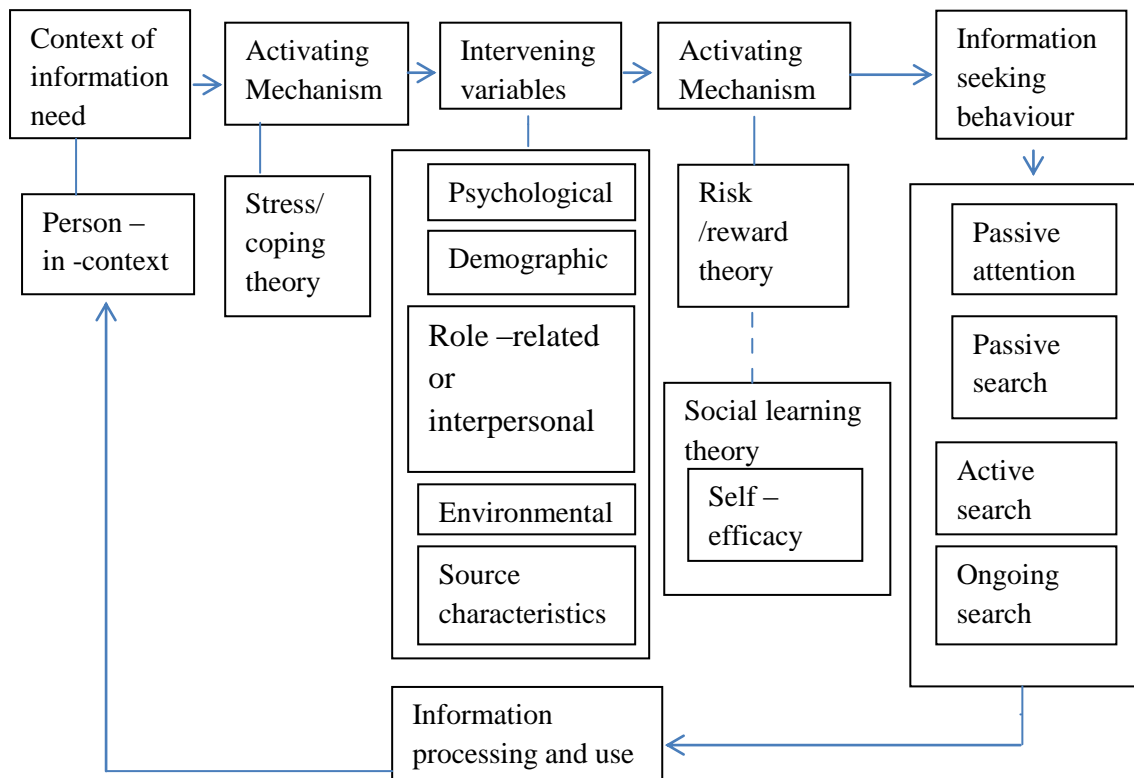 Context of
information
need
Activating
Mechanism
Intervening
variables
Activating
Mechanism
Information
seeking
behaviour
Person –
in -context
Stress/
coping
theory
Psychological
Demographic
Role –related
or
interpersonal
Environmental
Source
characteristics
Risk
/reward
theory
Social learning
theory
Self –
efficacy
Passive
attention
Passive
search
Active
search
Ongoing
search
Information
processing and use